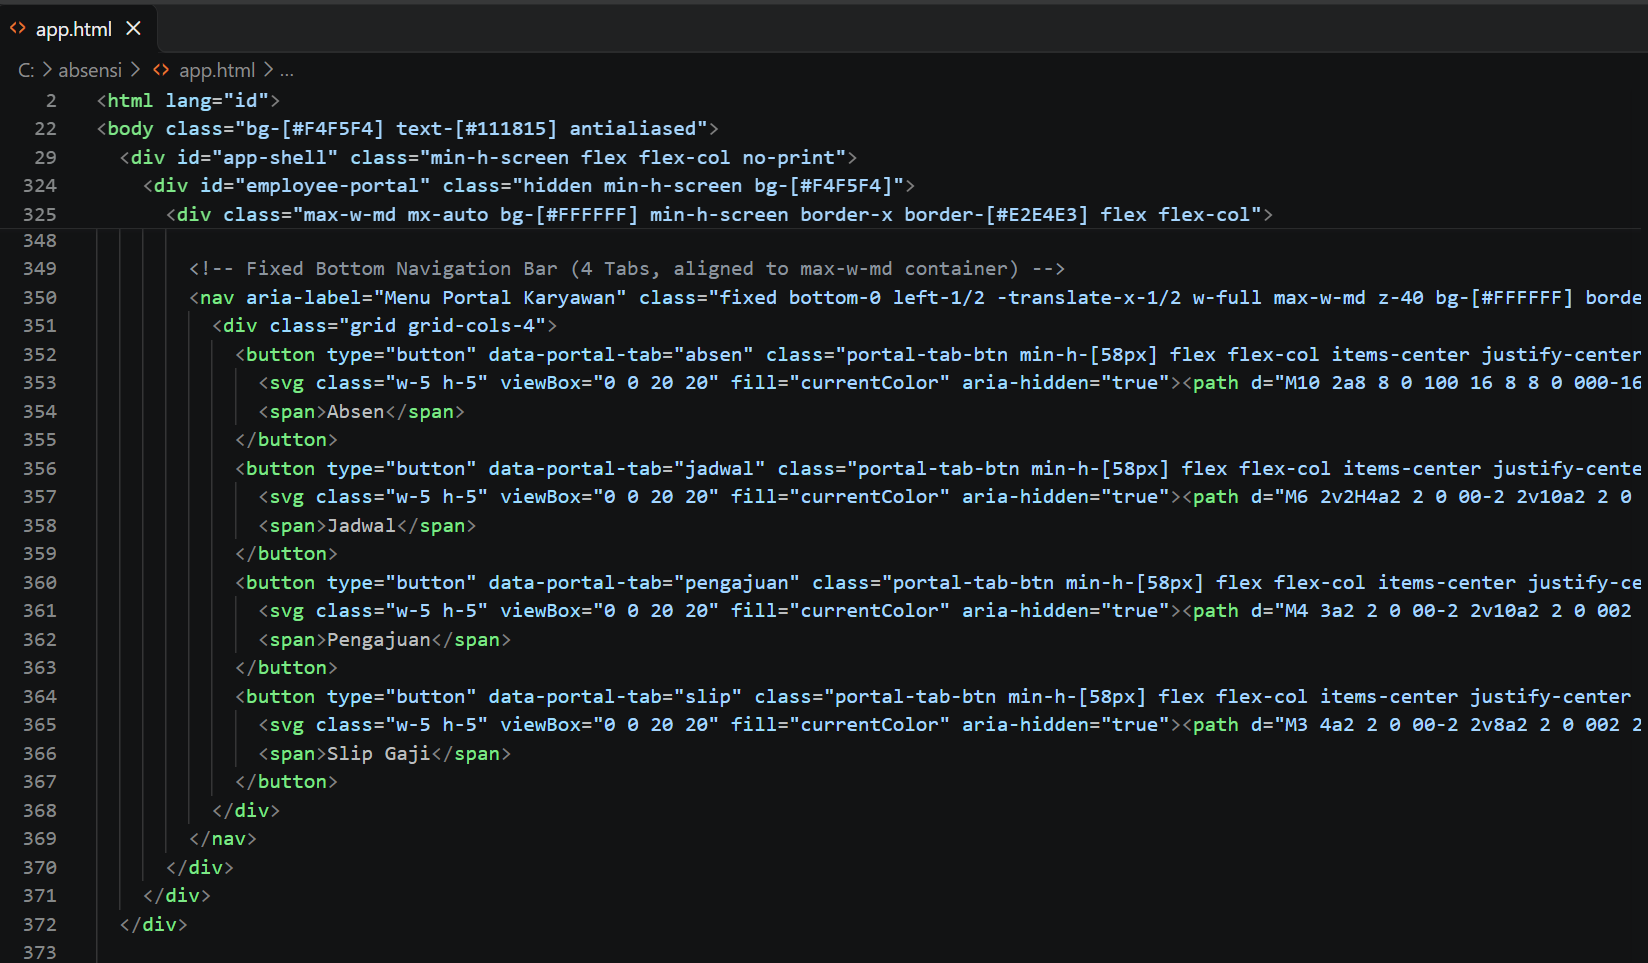 app.html
C: > absensi > app.html > ...
2 <html lang="id">
22 <body class="bg-[#F4F5F4] text-[#111815] antialiased">
29 <div id="app-shell" class="min-h-screen flex flex-col no-print">
324 <div id="employee-portal" class="hidden min-h-screen bg-[#F4F5F4]">
325 <div class="max-w-md mx-auto bg-[#FFFFFF] min-h-screen border-x border-[#E2E4E3] flex flex-col">
348
349 <!-- Fixed Bottom Navigation Bar (4 Tabs, aligned to max-w-md container) -->
350 <nav aria-label="Menu Portal Karyawan" class="fixed bottom-0 left-1/2 -translate-x-1/2 w-full max-w-md z-40 bg-[#FFFFFF] borde
351 <div class="grid grid-cols-4">
352 <button type="button" data-portal-tab="absen" class="portal-tab-btn min-h-[58px] flex flex-col items-center justify-center
353 <svg class="w-5 h-5" viewBox="0 0 20 20" fill="currentColor" aria-hidden="true"><path d="M10 2a8 8 0 100 16 8 8 0 000-16
354 <span>Absen</span>
355 </button>
356 <button type="button" data-portal-tab="jadwal" class="portal-tab-btn min-h-[58px] flex flex-col items-center justify-cente
357 <svg class="w-5 h-5" viewBox="0 0 20 20" fill="currentColor" aria-hidden="true"><path d="M6 2v2H4a2 2 0 00-2 2v10a2 2 0
358 <span>Jadwal</span>
359 </button>
360 <button type="button" data-portal-tab="pengajuan" class="portal-tab-btn min-h-[58px] flex flex-col items-center justify-ce
361 <svg class="w-5 h-5" viewBox="0 0 20 20" fill="currentColor" aria-hidden="true"><path d="M4 3a2 2 0 00-2 2v10a2 2 0 002
362 <span>Pengajuan</span>
363 </button>
364 <button type="button" data-portal-tab="slip" class="portal-tab-btn min-h-[58px] flex flex-col items-center justify-center
365 <svg class="w-5 h-5" viewBox="0 0 20 20" fill="currentColor" aria-hidden="true"><path d="M3 4a2 2 0 00-2 2v8a2 2 0 002 2
366 <span>Slip Gaji</span>
367 </button>
368 </div>
369 </nav>
370 </div>
371 </div>
372 </div>
373